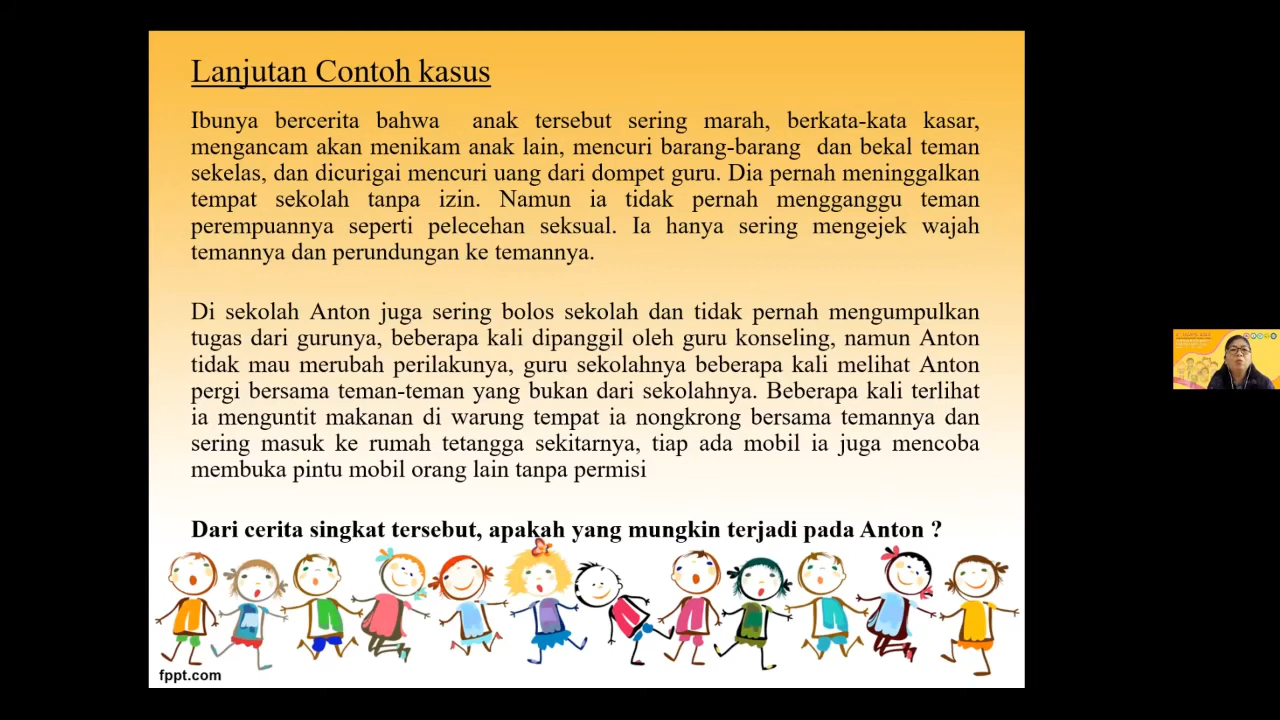 Lanjutan Contoh kasus
Ibunya bercerita bahwa anak tersebut sering marah, berkata-kata kasar,
mengancam akan menikam anak lain, mencuri barang-barang dan bekal teman
sekelas, dan dicurigai mencuri uang dari dompet guru. Dia pernah meninggalkan
tempat sekolah tanpa izin. Namun ia tidak pernah mengganggu teman
perempuannya seperti pelecehan seksual. Ia hanya sering mengejek wajah
temannya dan perundungan ke temannya.
Di sekolah Anton juga sering bolos sekolah dan tidak pernah mengumpulkan
tugas dari gurunya, beberapa kali dipanggil oleh guru konseling, namun Anton
tidak mau merubah perilakunya, guru sekolahnya beberapa kali melihat Anton
pergi bersama teman-teman yang bukan dari sekolahnya. Beberapa kali terlihat
ia menguntit makanan di warung tempat ia nongkrong bersama temannya dan
sering masuk ke rumah tetangga sekitarnya, tiap ada mobil ia juga mencoba
membuka pintu mobil orang lain tanpa permisi
Dari cerita singkat tersebut, apakah yang mungkin terjadi pada Anton ?
fppt.com